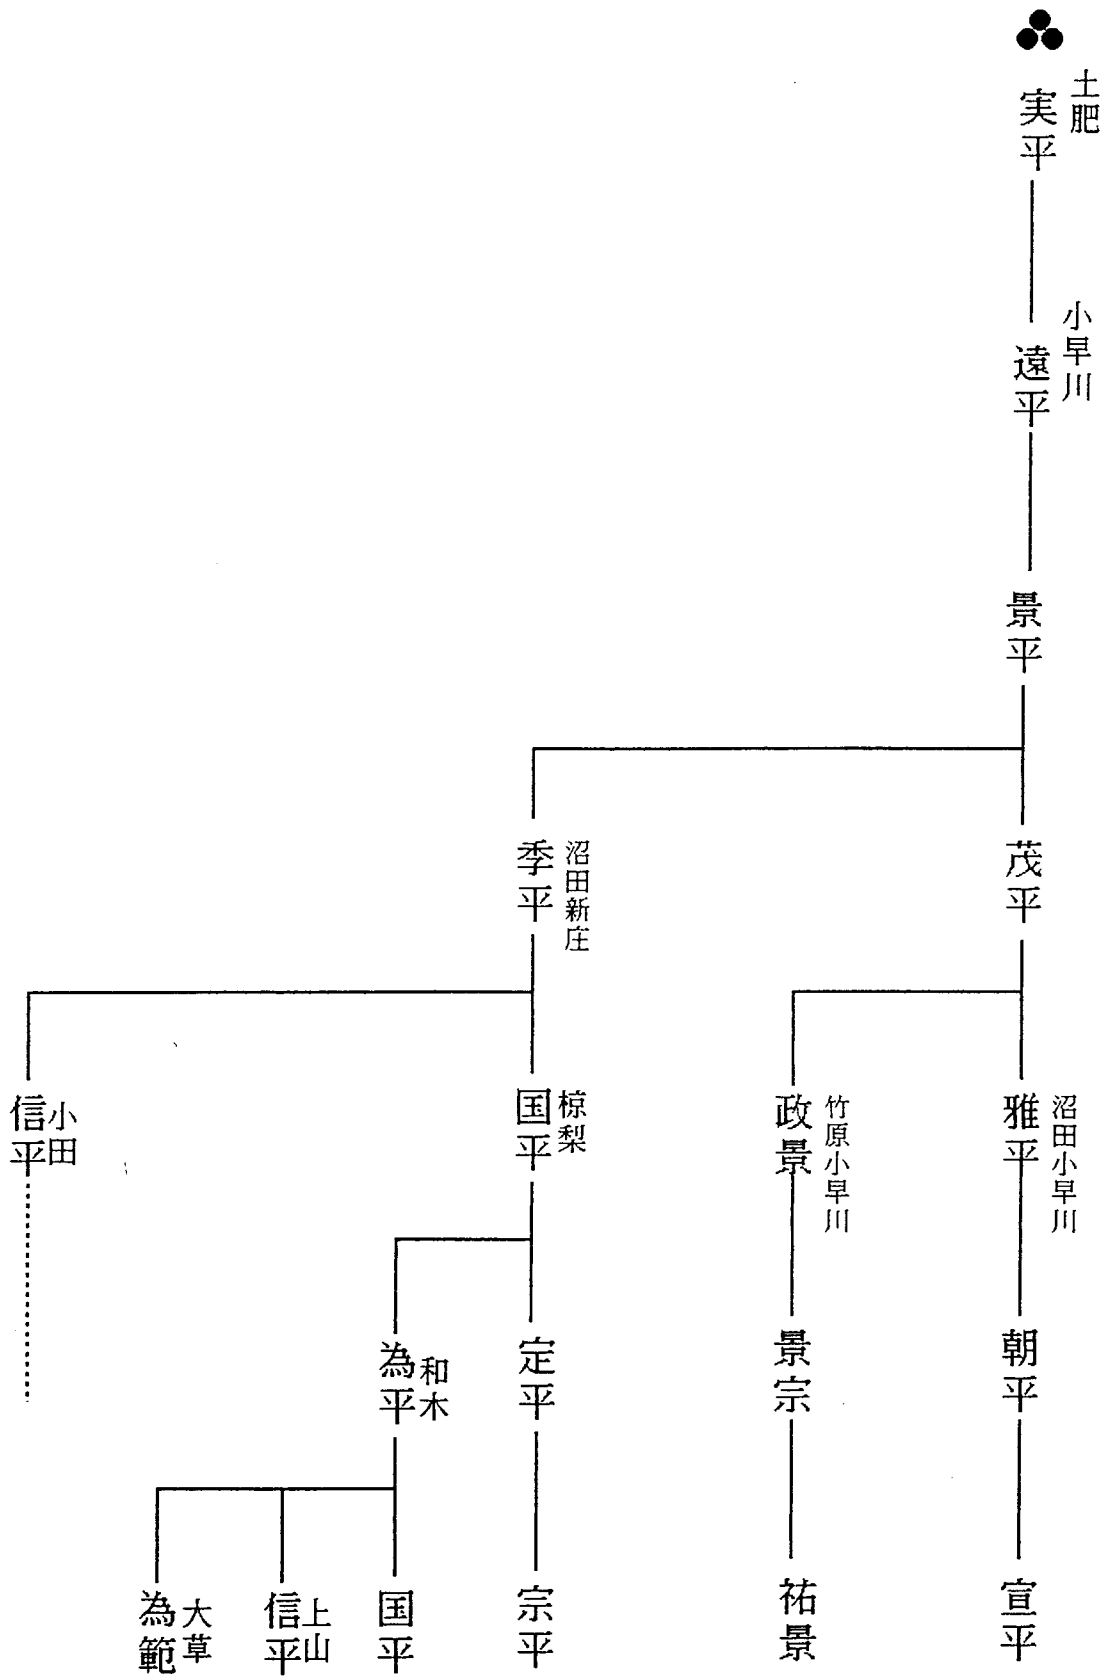 土肥
実平
小早川
遠平
景平
茂平
沼田新庄
季平
沼田小早川
雅平
竹原小早川
政景
椋梨
国平
小田
信平
朝平
景宗
定平
和木
為平
宣平
祐景
宗平
国平
上山
信平
大草
為範